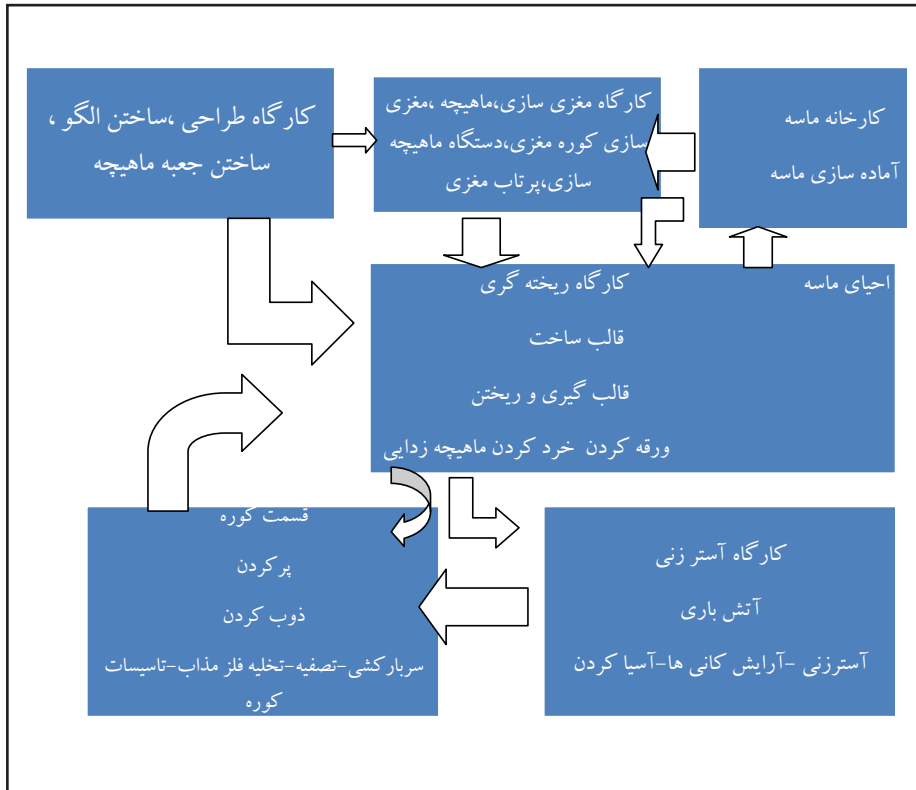 کارگاه طراحی ،ساختن الگو ،
ساختن جعبه ماهیچه
کارگاه مغزی سازی،ماهیچه ،مغزی
سازی کوره مغزی،دستگاه ماهیچه
سازی،پرتاب مغزی
کارخانه ماسه
آماده سازی ماسه
احیای ماسه
کارگاه ریخته گری
قالب ساخت
قالب گیری و ریختن
ورقه کردن خرد کردن ماهیچه زدایی
قسمت کوره
پرکردن
ذوب کردن
سربارکشی-تصفیه-تخلیه فلز مذاب-تاسیسات
کوره
کارگاه آستر زنی
آتش باری
آسترزنی -آرایش کانی ها-آسیا کردن